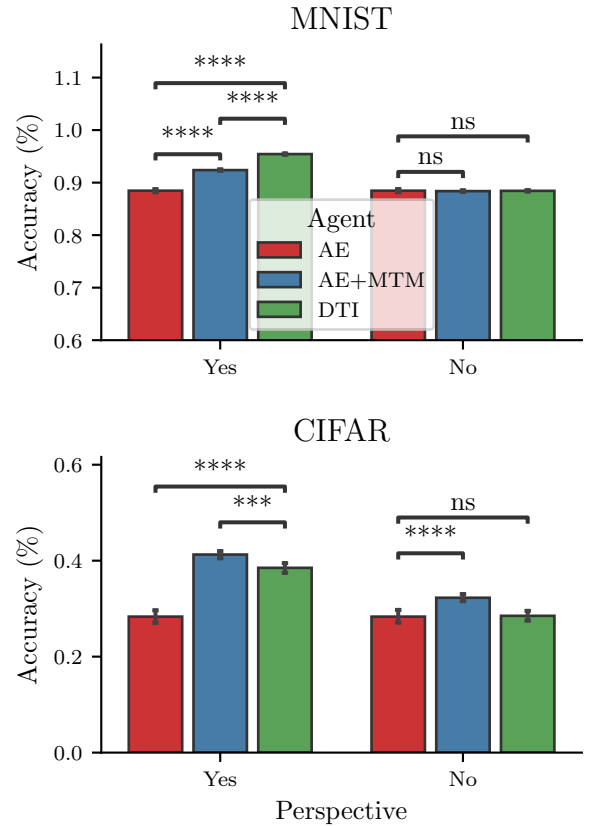 MNIST
Accuracy (%)
1.1
1.0
0.9
0.8
0.7
0.6
****
****
****
ns
ns
Agent
AE
AE+MTM
DTI
Yes
No
CIFAR
Accuracy (%)
0.6
0.4
0.2
0.0
****
***
ns
****
Yes
No
Perspective